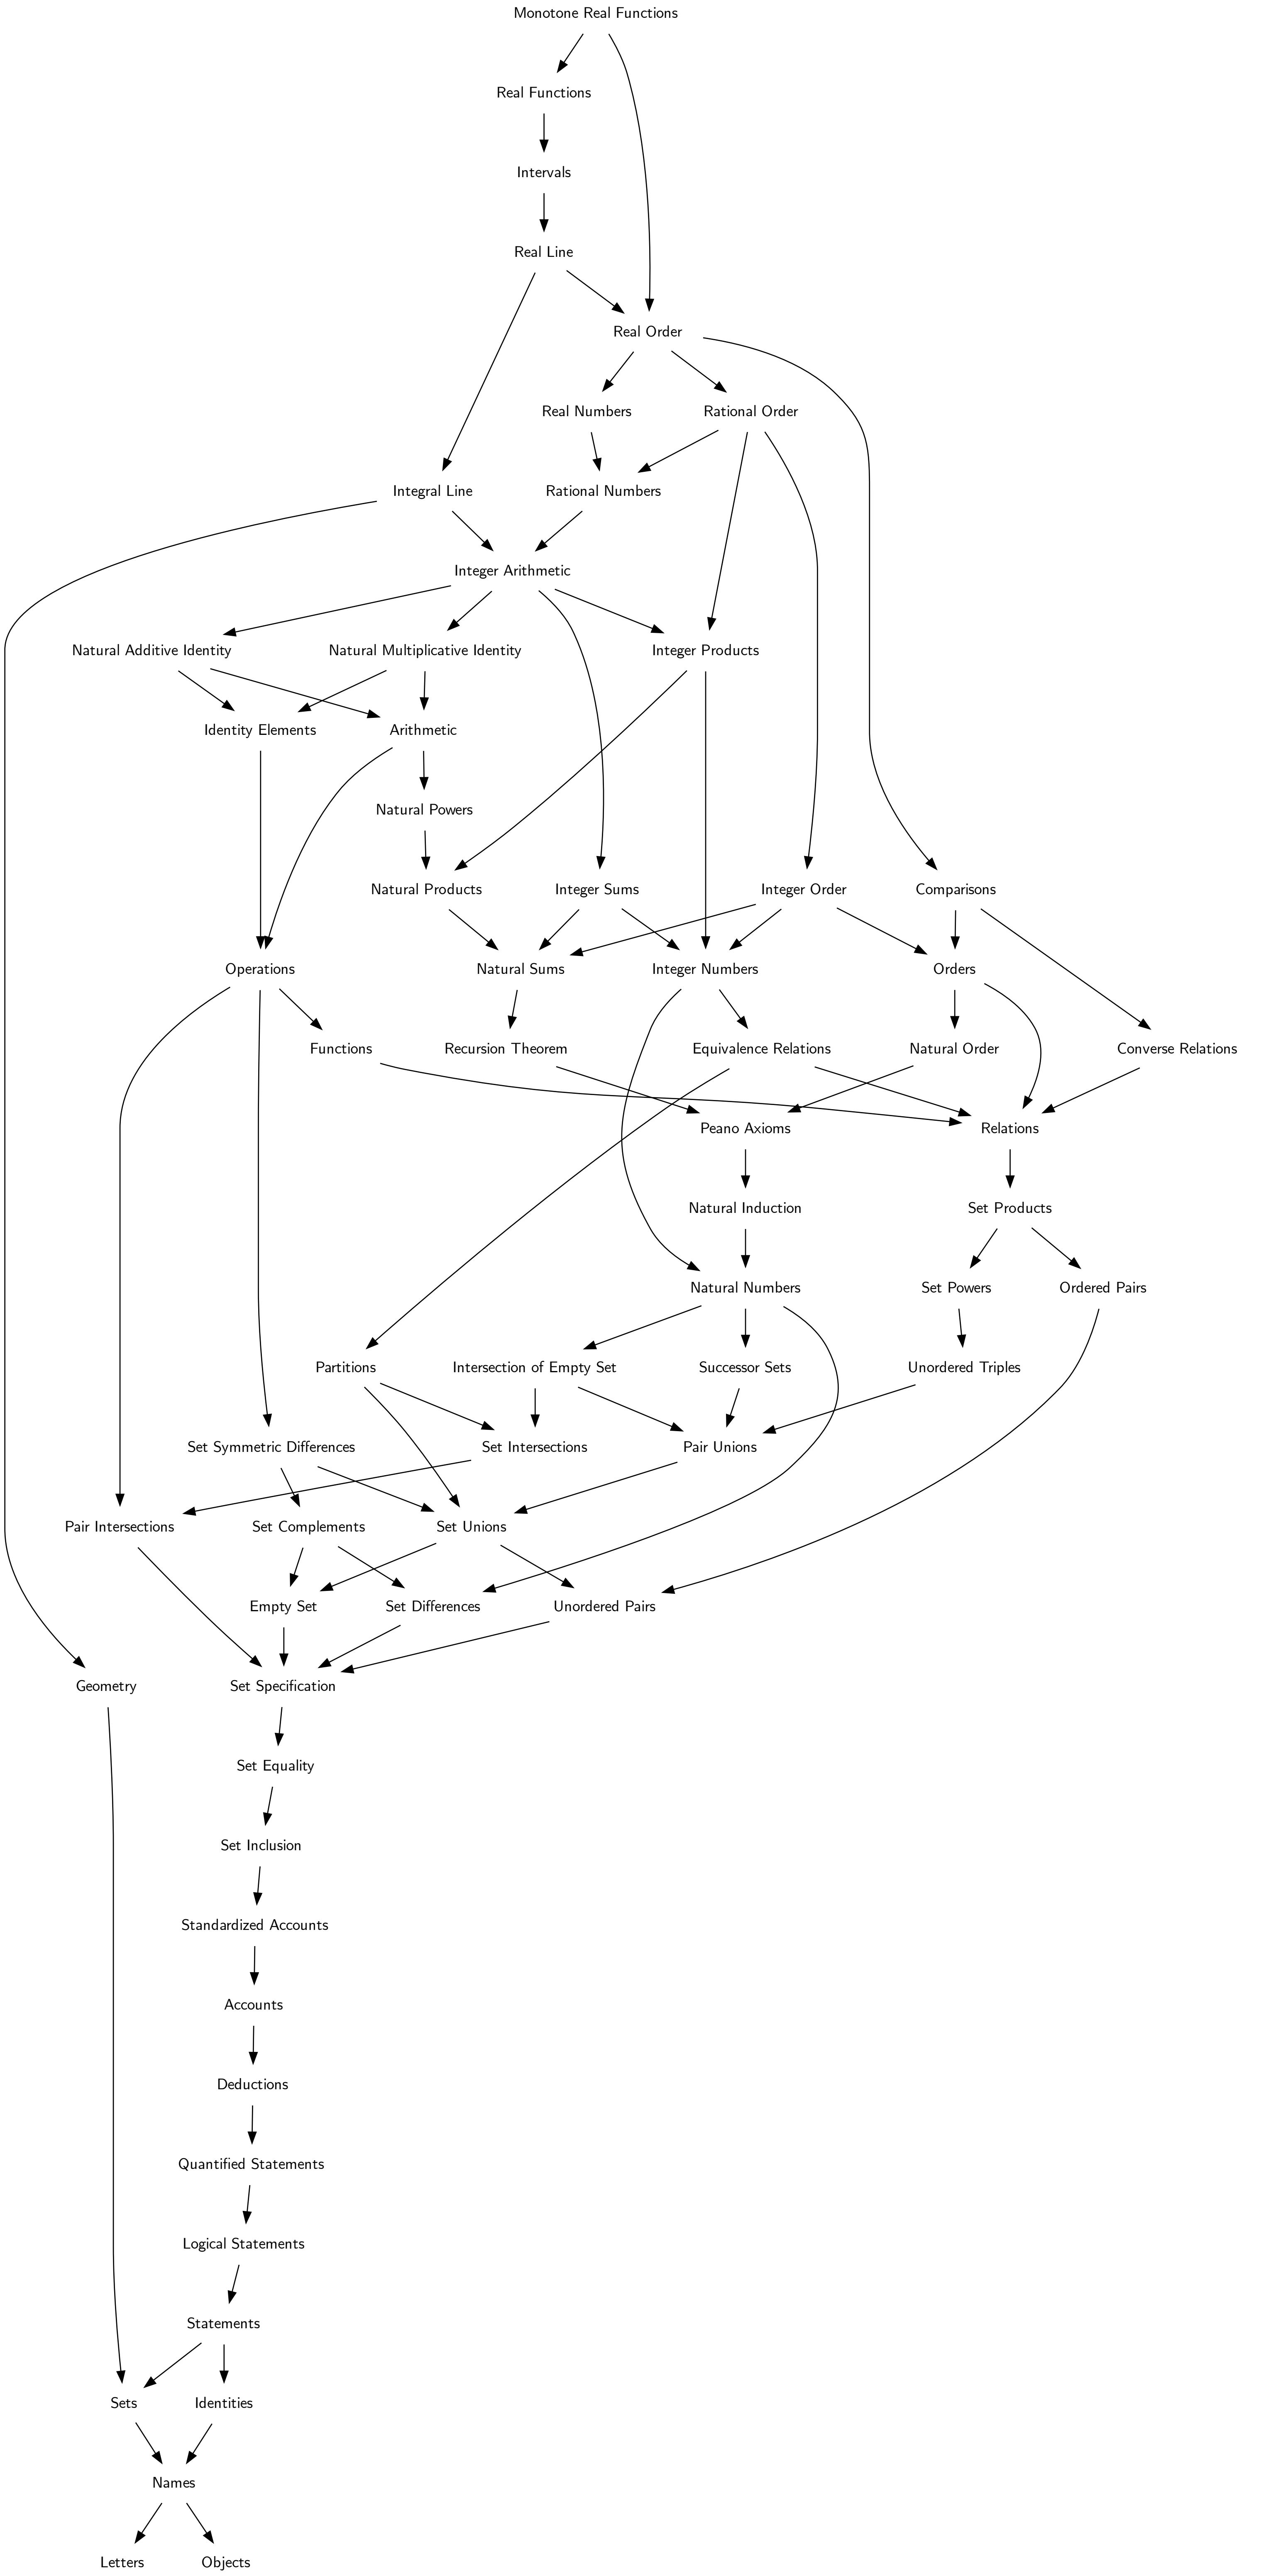 Monotone Real Functions
Real Functions
Intervals
Real Line
Real Order
Real Numbers
Rational Order
Integral Line
Rational Numbers
Integer Arithmetic
Natural Additive Identity
Natural Multiplicative Identity
Integer Products
Identity Elements
Arithmetic
Natural Powers
Natural Products
Integer Sums
Integer Order
Comparisons
Operations
Natural Sums
Integer Numbers
Orders
Functions
Recursion Theorem
Equivalence Relations
Natural Order
Converse Relations
Peano Axioms
Relations
Natural Induction
Set Products
Natural Numbers
Set Powers
Ordered Pairs
Partitions
Intersection of Empty Set
Successor Sets
Unordered Triples
Set Symmetric Differences
Set Intersections
Pair Unions
Pair Intersections
Set Complements
Set Unions
Empty Set
Set Differences
Unordered Pairs
Geometry
Set Specification
Set Equality
Set Inclusion
Standardized Accounts
Accounts
Deductions
Quantified Statements
Logical Statements
Statements
Sets
Identities
Names
Letters
Objects